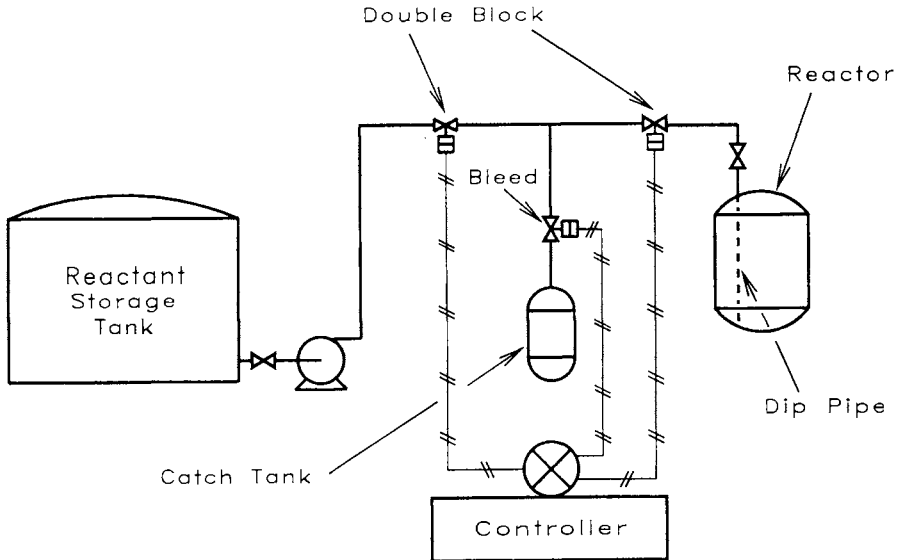 Double Block
Reactor
Bleed
Reactant
Storage
Tank
Dip Pipe
Catch Tank
Controller